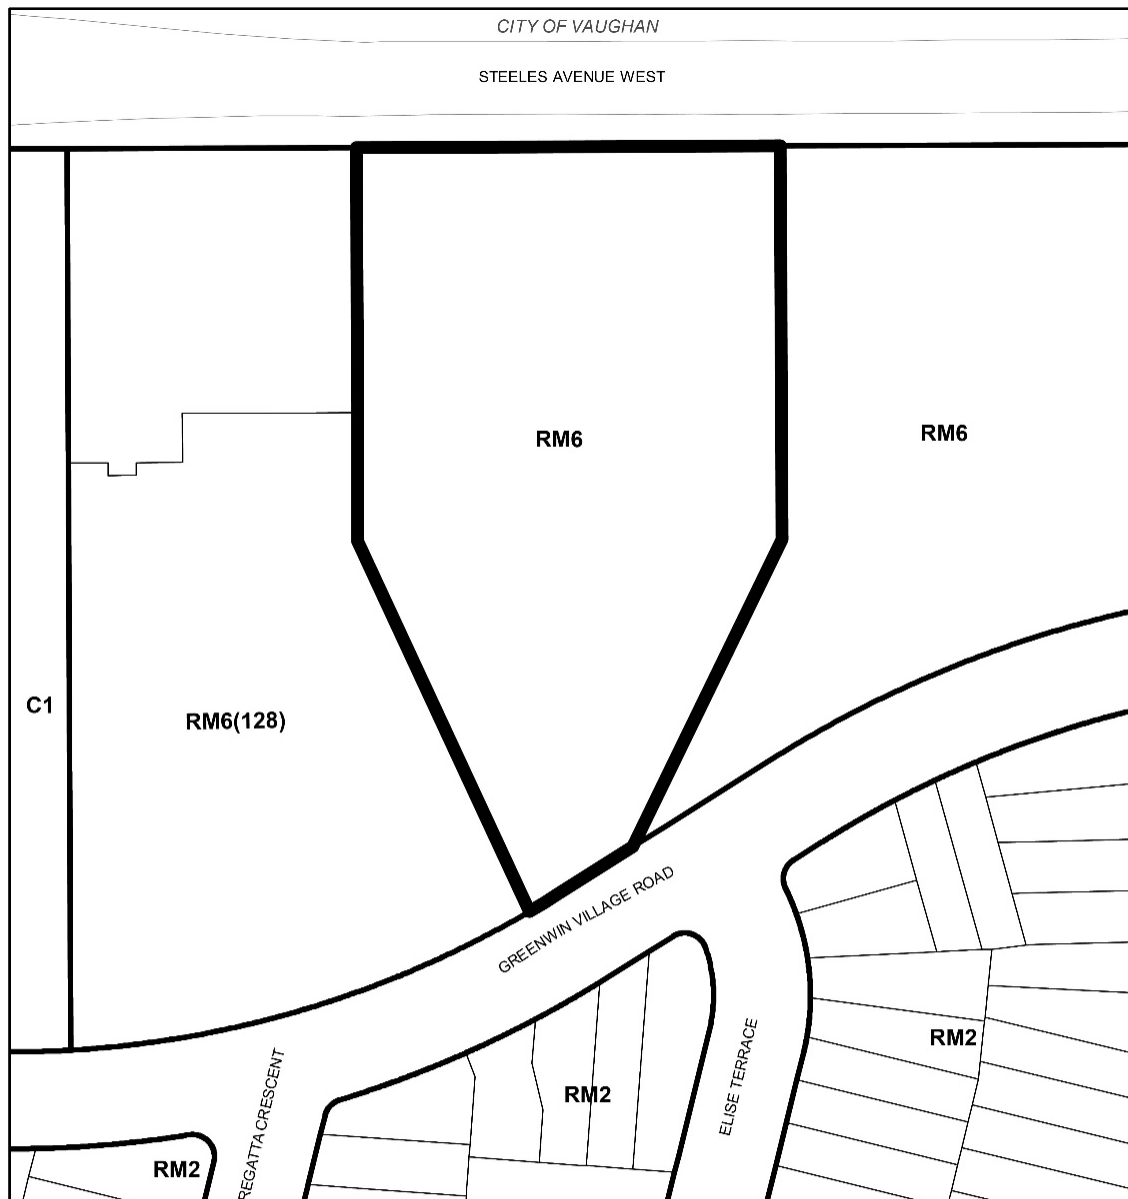 CITY OF VAUGHAN
STEELES AVENUE WEST
RM6
RM6
C1
RM6(128)
GREENWIN VILLAGE ROAD
REGATTA CRESCENT
ELISE TERRACE
RM2
RM2
RM2